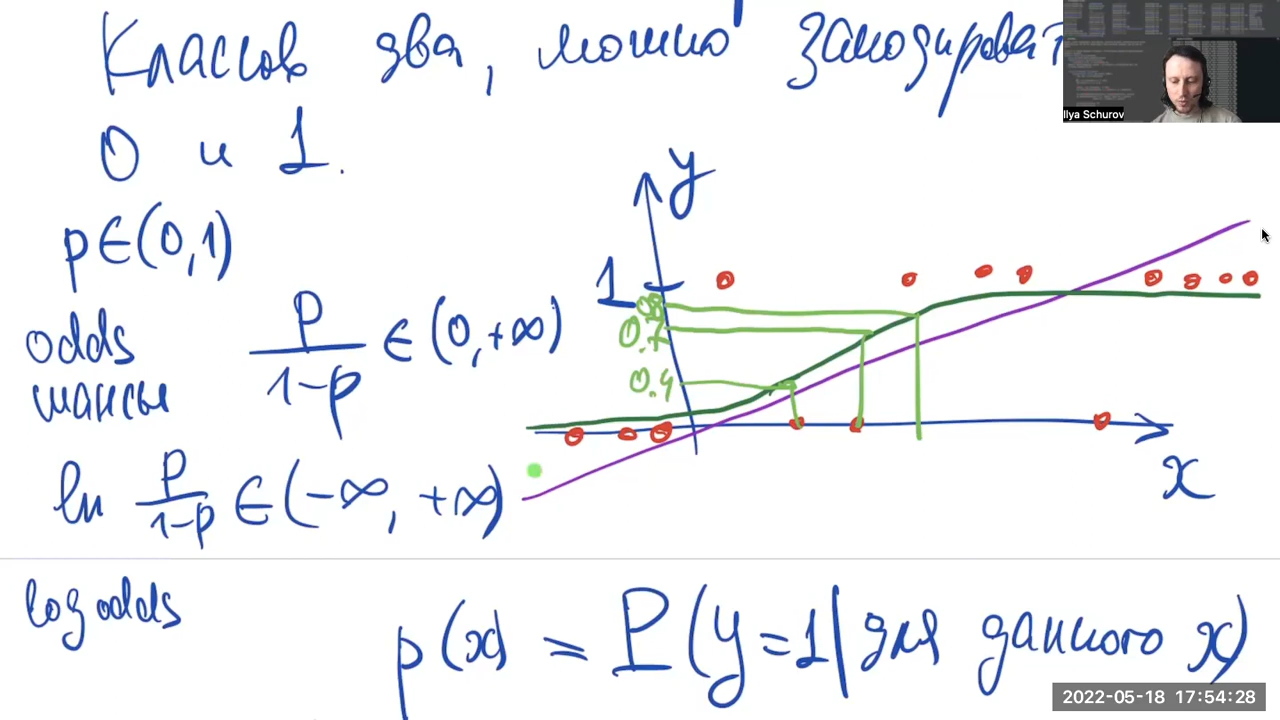 Классов два, можно закодироват
0 и 1.
p∈(0,1)
odds
шансы
p/(1-p) ∈ (0,+∞)
ln p/(1-p) ∈ (-∞, +∞)
log odds
y
1
0.7
0.4
x
p(x) = P(y=1| для данного x)
Ilya Schurov
2022-05-18 17:54:28